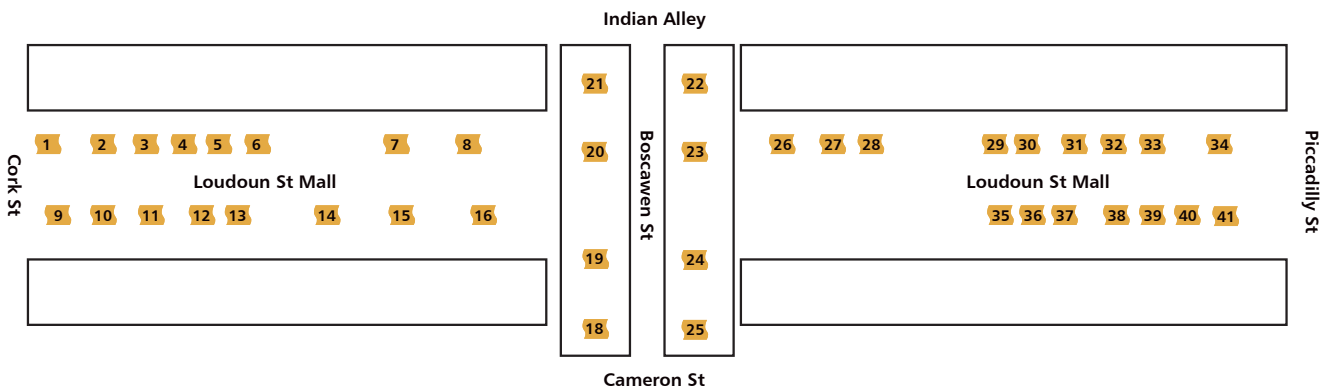 Indian Alley
21 22
1 2 3 4 5 6 7 8 26 27 28 29 30 31 32 33 34
20 23
Cork St
Loudoun St Mall
Boscawen St
Loudoun St Mall
Piccadilly St
9 10 11 12 13 14 15 16 35 36 37 38 39 40 41
19 24
18 25
Cameron St